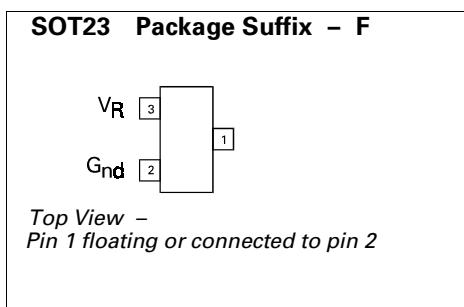 SOT23 Package Suffix – F
VR 3
1
Gnd 2
Top View –
Pin 1 floating or connected to pin 2